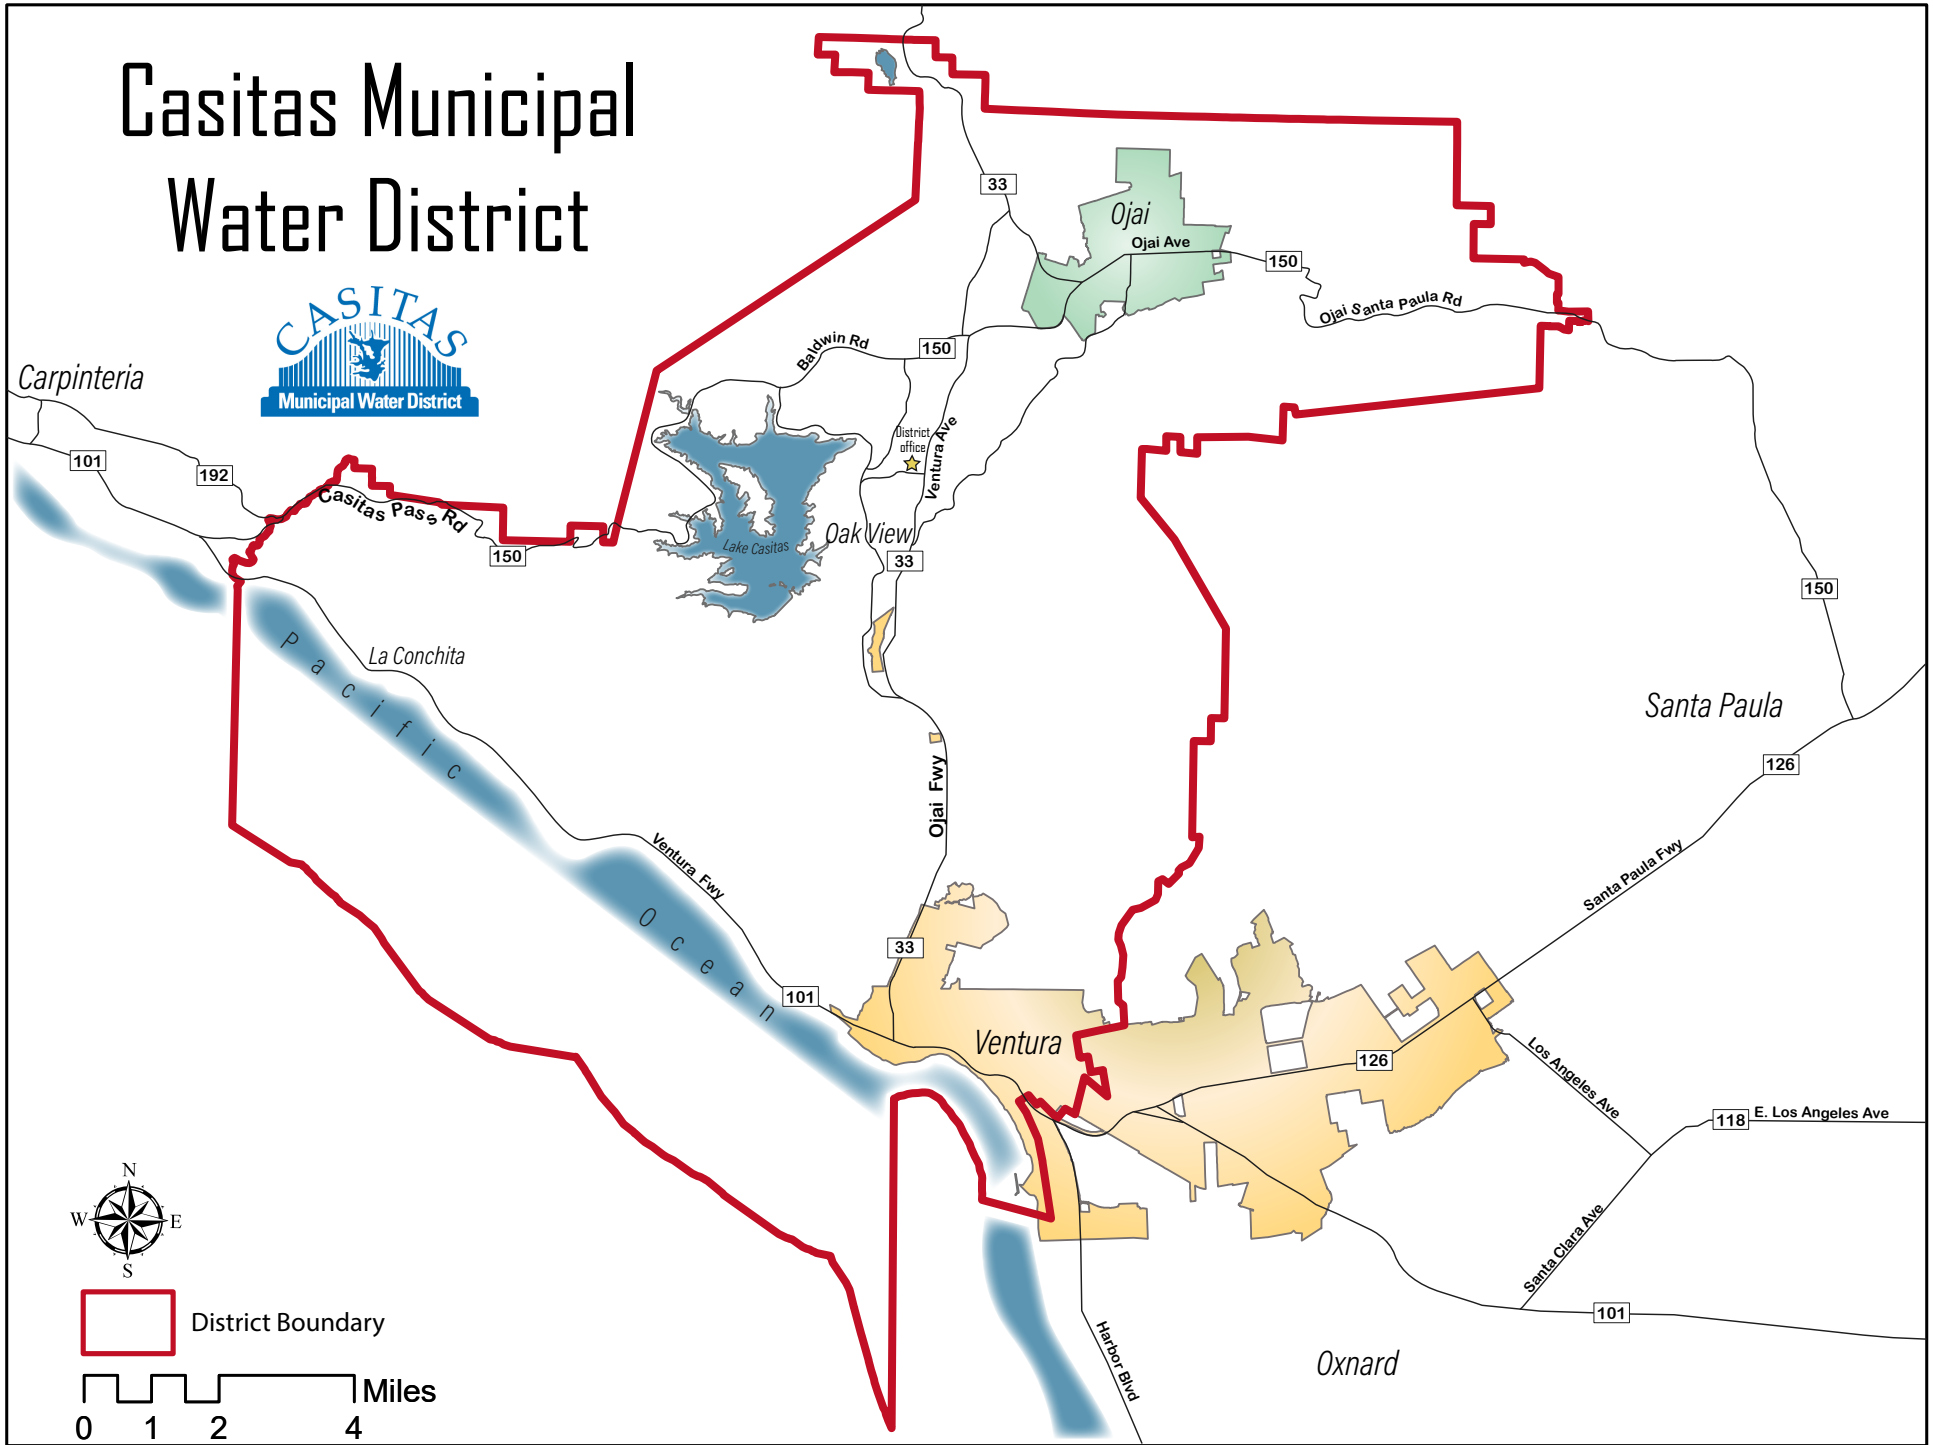 Casitas Municipal
Water District
CASITAS
Municipal Water District
Carpinteria
101
192
Casitas Pass Rd
150
33
Ojai
Ojai Ave
150
Ojai Santa Paula Rd
Baldwin Rd
150
District
office
Ventura Ave
Lake Casitas
Oak View
33
150
La Conchita
Pacific
Ocean
Santa Paula
126
Ojai Fwy
Ventura Fwy
Santa Paula Fwy
33
101
Ventura
126
Los Angeles Ave
118
E. Los Angeles Ave
Santa Clara Ave
101
Harbor Blvd
Oxnard
N
W
E
S
District Boundary
Miles
0 1 2 4